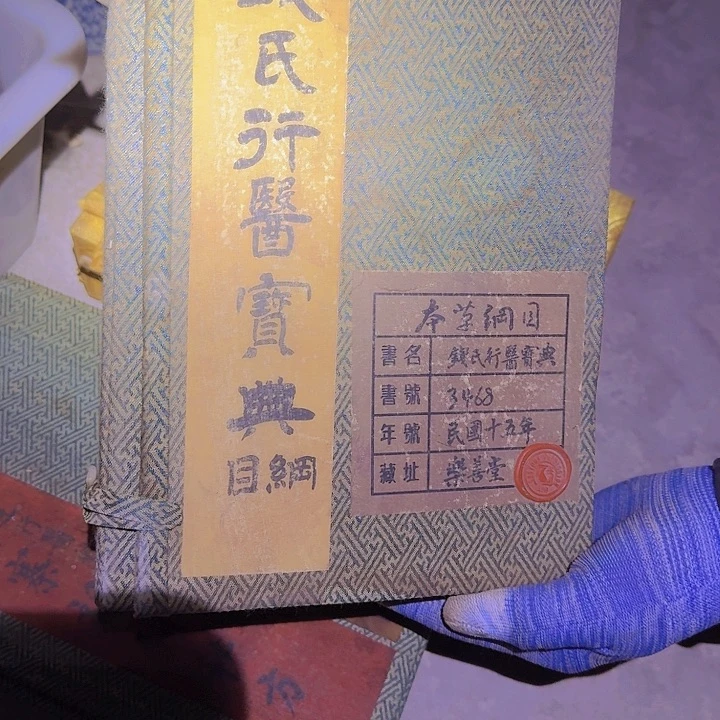 錢氏行醫寶典
綱目
本草綱目
書名 錢氏行醫寶典
書號 3468
年號 民國十五年
藏址 樂善堂